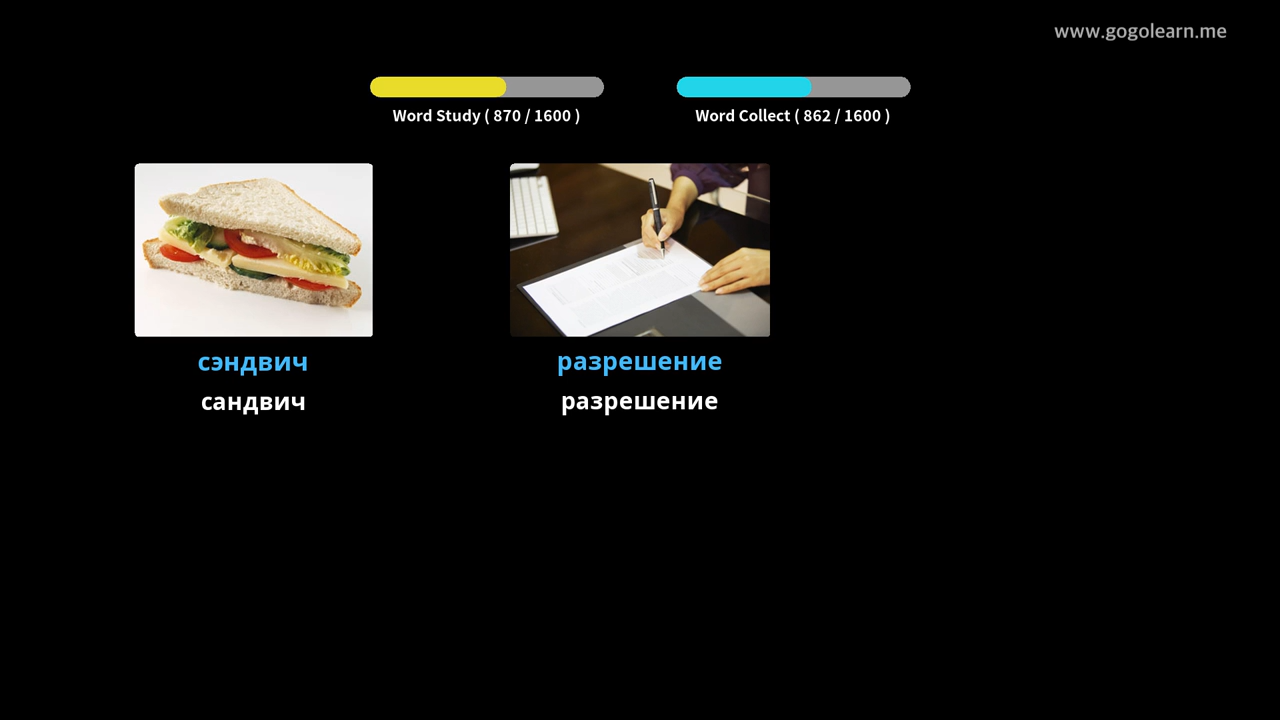 www.gogolearn.me
Word Study ( 870 / 1600 )
Word Collect ( 862 / 1600 )
сэндвич
сандвич
разрешение
разрешение